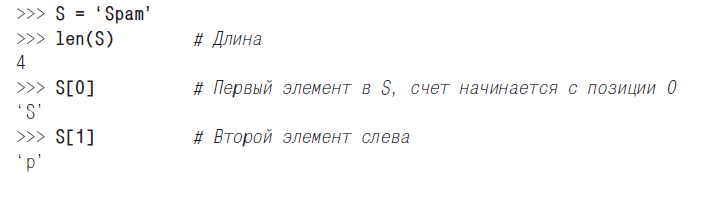 >>> S = ‘Spam’
>>> len(S) # Длина
4
>>> S[0] # Первый элемент в S, счет начинается с позиции 0
‘S’
>>> S[1] # Второй элемент слева
‘p’